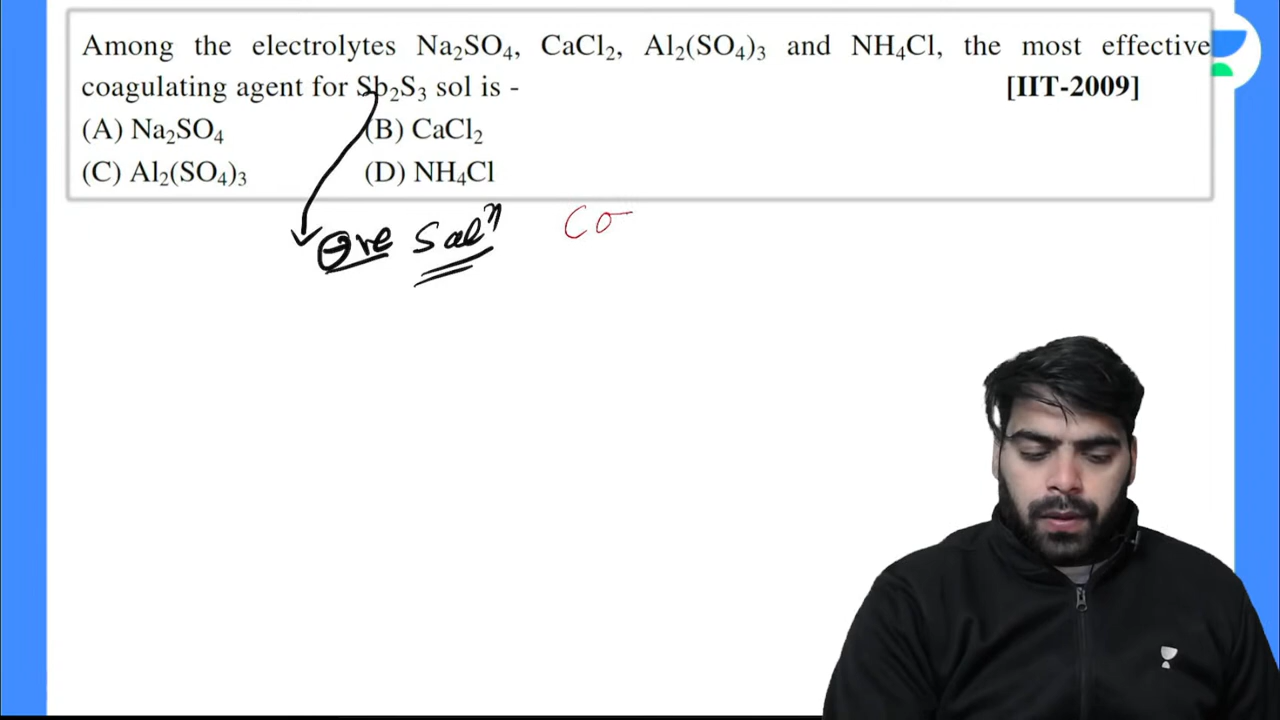 Among the electrolytes Na₂SO₄, CaCl₂, Al₂(SO₄)₃ and NH₄Cl, the most effective
coagulating agent for Sb₂S₃ sol is - [IIT-2009]
(A) Na₂SO₄ (B) CaCl₂
(C) Al₂(SO₄)₃ (D) NH₄Cl
⊖ve Solⁿ Co